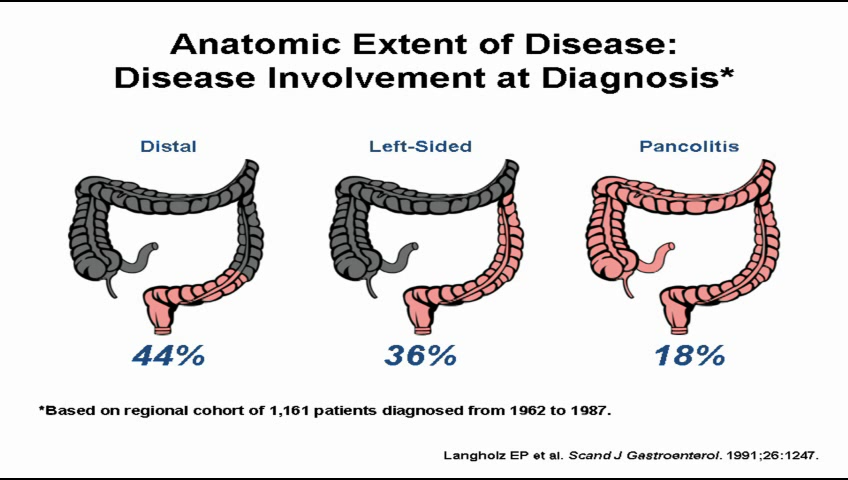 Anatomic Extent of Disease:
Disease Involvement at Diagnosis*
Distal
Left-Sided
Pancolitis
44%
36%
18%
*Based on regional cohort of 1,161 patients diagnosed from 1962 to 1987.
Langholz EP et al. Scand J Gastroenterol. 1991;26:1247.